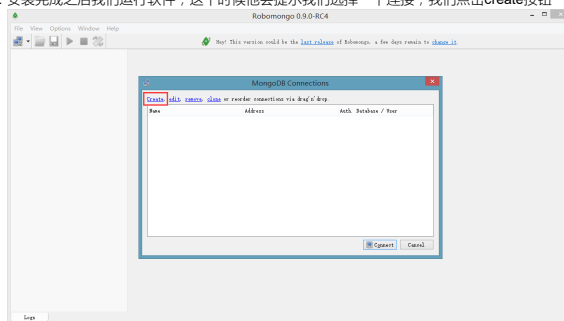 安装完成之后我们运行软件，这个时候他会提示我们选择一个连接，我们点击create按钮
Robomongo 0.9.0-RC4
File View Options Window Help
Hey! This version could be the last release of Robomongo, a few days remain to change it.
MongoDB Connections
Create, edit, remove, clone or reorder connections via drag'n'drop.
Name Address Auth. Database / User
Connect Cancel
Logs